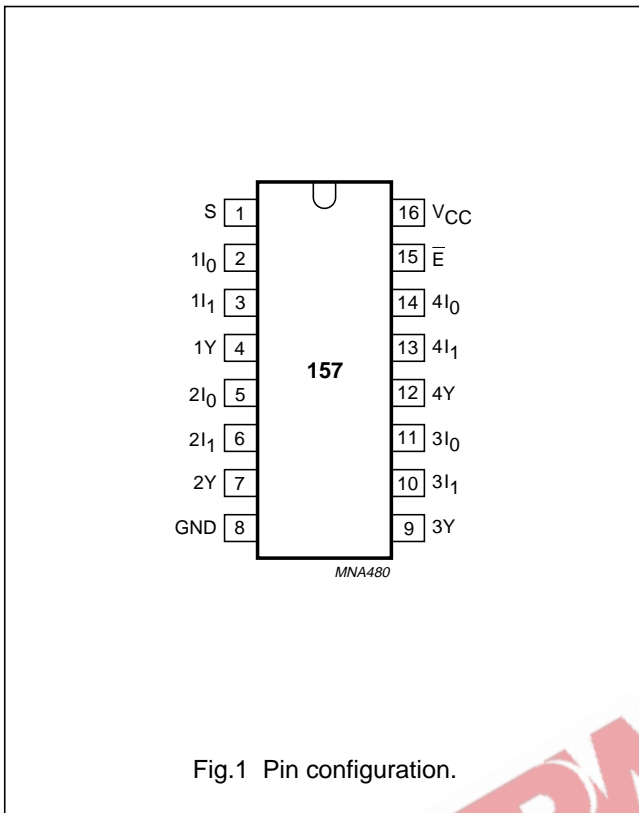 S 1 16 VCC
1I0 2 15 E̅
1I1 3 14 4I0
1Y 4 13 4I1
157
2I0 5 12 4Y
2I1 6 11 3I0
2Y 7 10 3I1
GND 8 9 3Y
MNA480
Fig.1 Pin configuration.